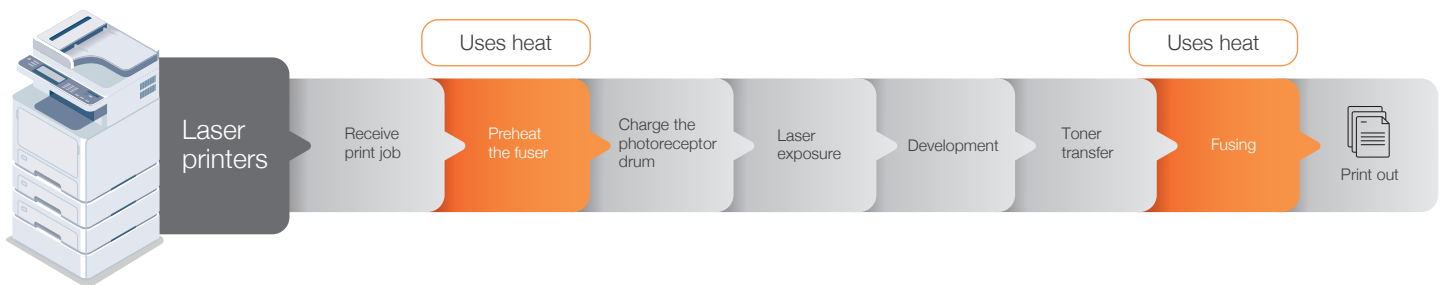 Uses heat
Uses heat
Laser
printers
Receive
print job
Preheat
the fuser
Charge the
photoreceptor
drum
Laser
exposure
Development
Toner
transfer
Fusing
Print out